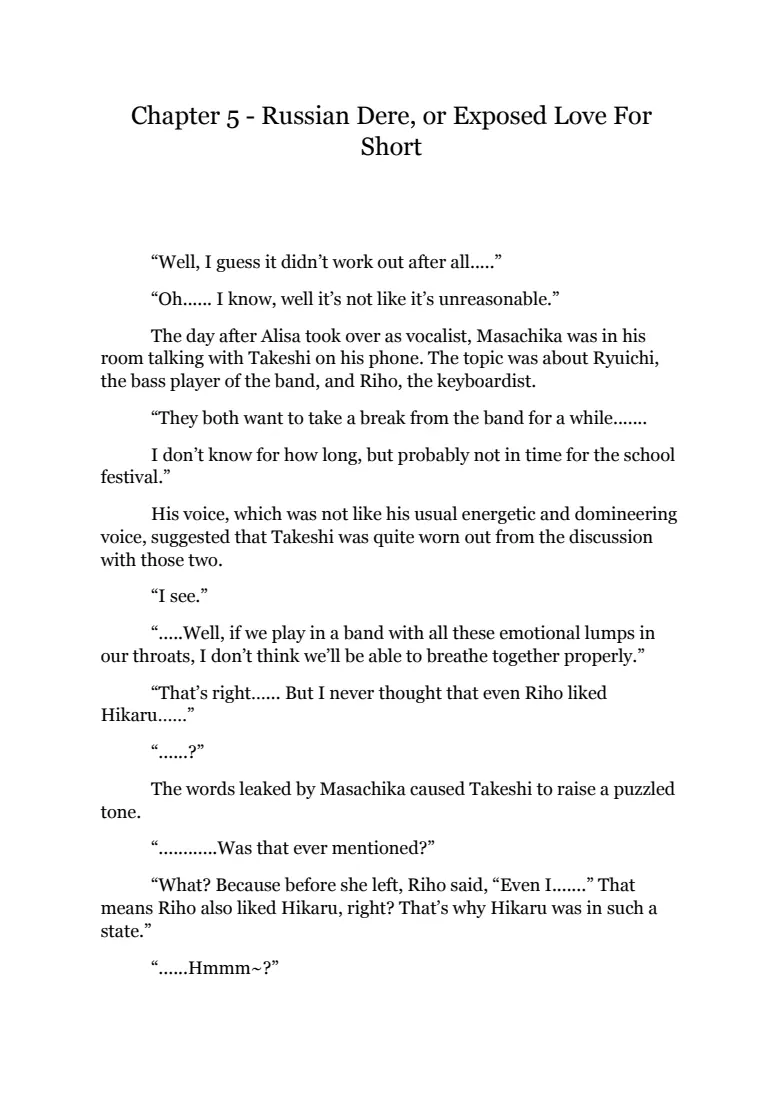 Chapter 5 - Russian Dere, or Exposed Love For
Short
“Well, I guess it didn’t work out after all.....”
“Oh...... I know, well it’s not like it’s unreasonable.”
The day after Alisa took over as vocalist, Masachika was in his
room talking with Takeshi on his phone. The topic was about Ryuichi,
the bass player of the band, and Riho, the keyboardist.
“They both want to take a break from the band for a while.......
I don’t know for how long, but probably not in time for the school
festival.”
His voice, which was not like his usual energetic and domineering
voice, suggested that Takeshi was quite worn out from the discussion
with those two.
“I see.”
“.....Well, if we play in a band with all these emotional lumps in
our throats, I don’t think we’ll be able to breathe together properly.”
“That’s right...... But I never thought that even Riho liked
Hikaru......”
“......?”
The words leaked by Masachika caused Takeshi to raise a puzzled
tone.
“............Was that ever mentioned?”
“What? Because before she left, Riho said, “Even I.......” That
means Riho also liked Hikaru, right? That’s why Hikaru was in such a
state.”
“......Hmmm~?”